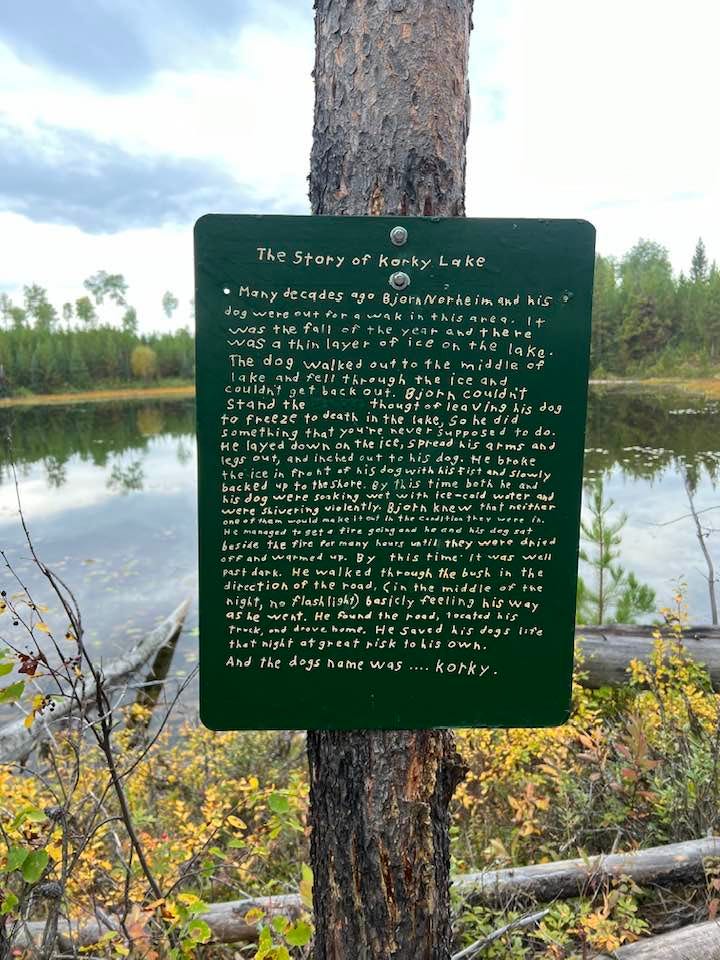 The Story of Korky Lake
Many decades ago Bjorn Norheim and his
dog were out for a wak in this area. It
was the fall of the year and there
was a thin layer of ice on the lake.
The dog walked out to the middle of
lake and fell through the ice and
couldn't get back out. Bjorn couldn't
stand the thougt of leaving his dog
to freeze to death in the lake, So he did
something that you're never supposed to do.
He layed down on the ice, spread his arms and
legs out, and inched out to his dog. He broke
the ice in front of his dog with his fist and slowly
backed up to the shore. By this time both he and
his dog were soaking wet with ice-cold water and
were shivering violently. Bjorn knew that neither
one of them would make it out in the condition they were in.
He managed to get a fire going and he and his dog sat
beside the fire for many hours until they were dried
off and warmed up. By this time it was well
past dark. He walked through the bush in the
direction of the road, (in the middle of the
night, no flashlight) basicly feeling his way
as he went. He found the road, located his
truck, and drove home. He saved his dogs life
that night at great risk to his own.
And the dogs name was .... Korky.